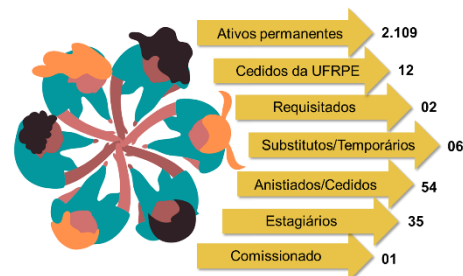 Ativos permanentes 2.109
Cedidos da UFRPE 12
Requisitados 02
Substitutos/Temporários 06
Anistiados/Cedidos 54
Estagiários 35
Comissionado 01